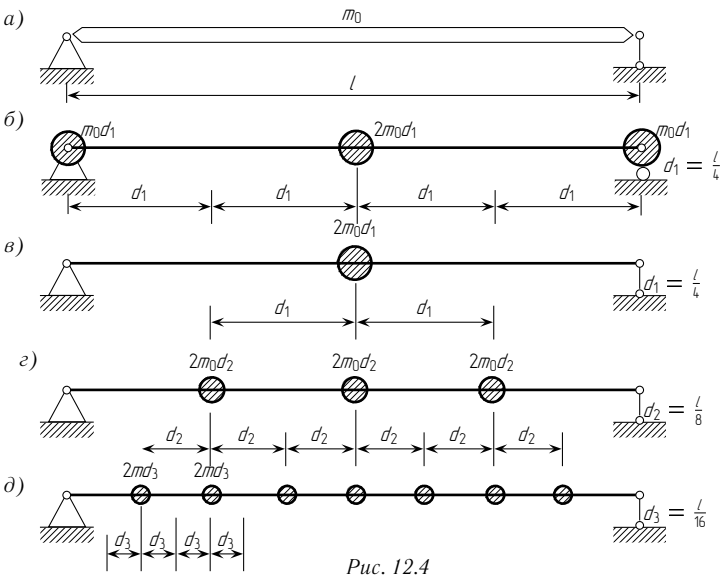 а)
m₀
l
б)
m₀d₁ 2m₀d₁ m₀d₁
d₁ = l/4
d₁ d₁ d₁ d₁
в)
2m₀d₁
d₁ = l/4
d₁ d₁
г)
2m₀d₂ 2m₀d₂ 2m₀d₂
d₂ = l/8
d₂ d₂ d₂ d₂ d₂ d₂
д)
2md₃ 2md₃
d₃ = l/16
d₃ d₃ d₃ d₃
Рис. 12.4